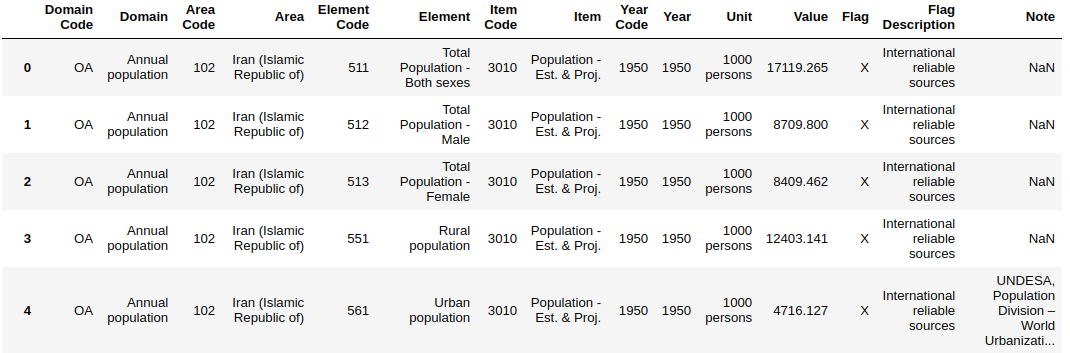 Domain Code Domain Area Code Area Element Code Element Item Code Item Year Code Year Unit Value Flag Flag Description Note
0 OA Annual population 102 Iran (Islamic Republic of) 511 Total Population - Both sexes 3010 Population - Est. & Proj. 1950 1950 1000 persons 17119.265 X International reliable sources NaN
1 OA Annual population 102 Iran (Islamic Republic of) 512 Total Population - Male 3010 Population - Est. & Proj. 1950 1950 1000 persons 8709.800 X International reliable sources NaN
2 OA Annual population 102 Iran (Islamic Republic of) 513 Total Population - Female 3010 Population - Est. & Proj. 1950 1950 1000 persons 8409.462 X International reliable sources NaN
3 OA Annual population 102 Iran (Islamic Republic of) 551 Rural population 3010 Population - Est. & Proj. 1950 1950 1000 persons 12403.141 X International reliable sources NaN
4 OA Annual population 102 Iran (Islamic Republic of) 561 Urban population 3010 Population - Est. & Proj. 1950 1950 1000 persons 4716.127 X International reliable sources UNDESA, Population Division – World Urbanizati...